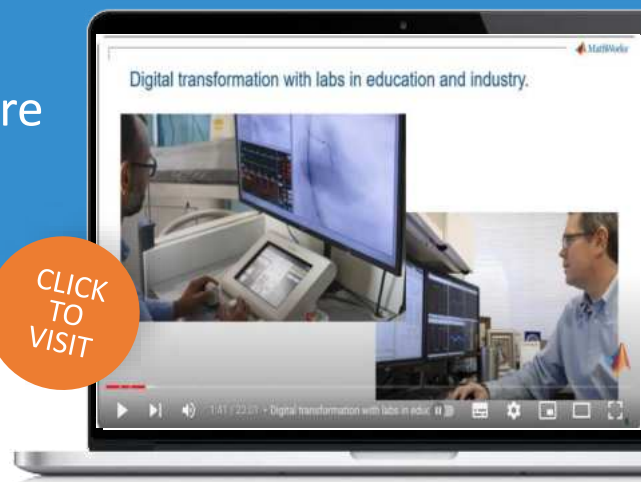 re
CLICK
TO
VISIT
MathWorks
Digital transformation with labs in education and industry.
1:41 / 23:01 • Digital transformation with labs in educ